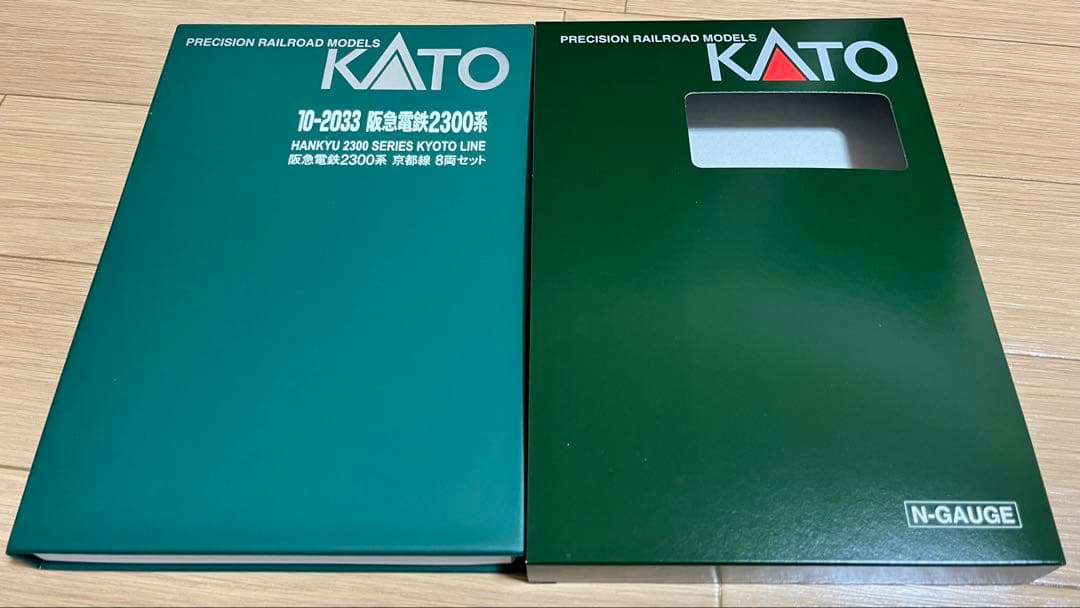 PRECISION RAILROAD MODELS
KATO
10-2033 阪急電鉄2300系
HANKYU 2300 SERIES KYOTO LINE
阪急電鉄2300系 京都線 8両セット
PRECISION RAILROAD MODELS
KATO
N-GAUGE